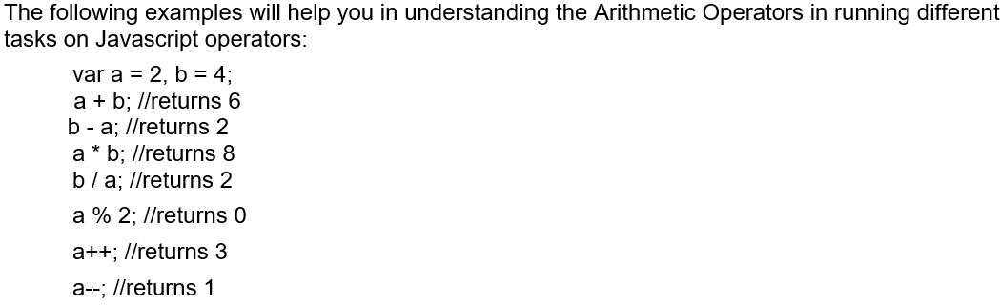 The following examples will help you in understanding the Arithmetic Operators in running different
tasks on Javascript operators:
var a = 2, b = 4;
a + b; //returns 6
b - a; //returns 2
a * b; //returns 8
b / a; //returns 2
a % 2; //returns 0
a++; //returns 3
a--; //returns 1